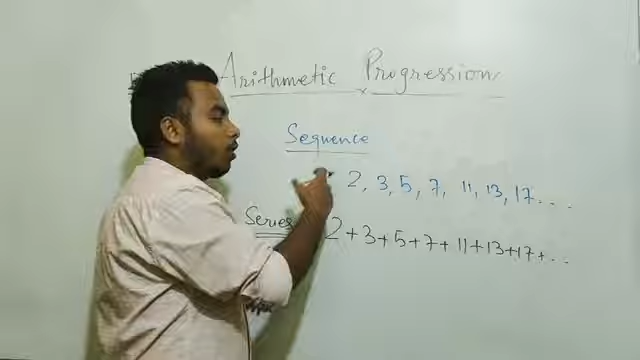 Arithmetic Progression
Sequence
2, 3, 5, 7, 11, 13, 17...
Series 2+3+5+7+11+13+17+...